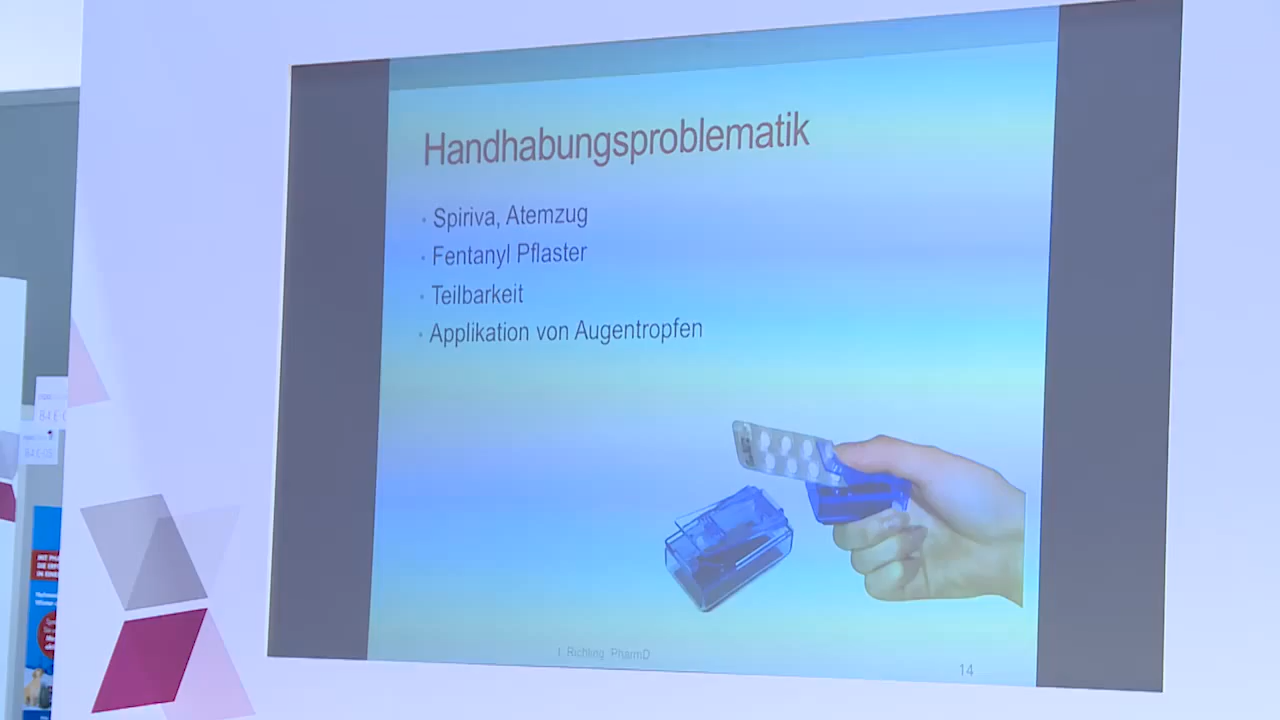 Handhabungsproblematik
· Spiriva, Atemzug
· Fentanyl Pflaster
· Teilbarkeit
· Applikation von Augentropfen
I. Richling PharmD
14